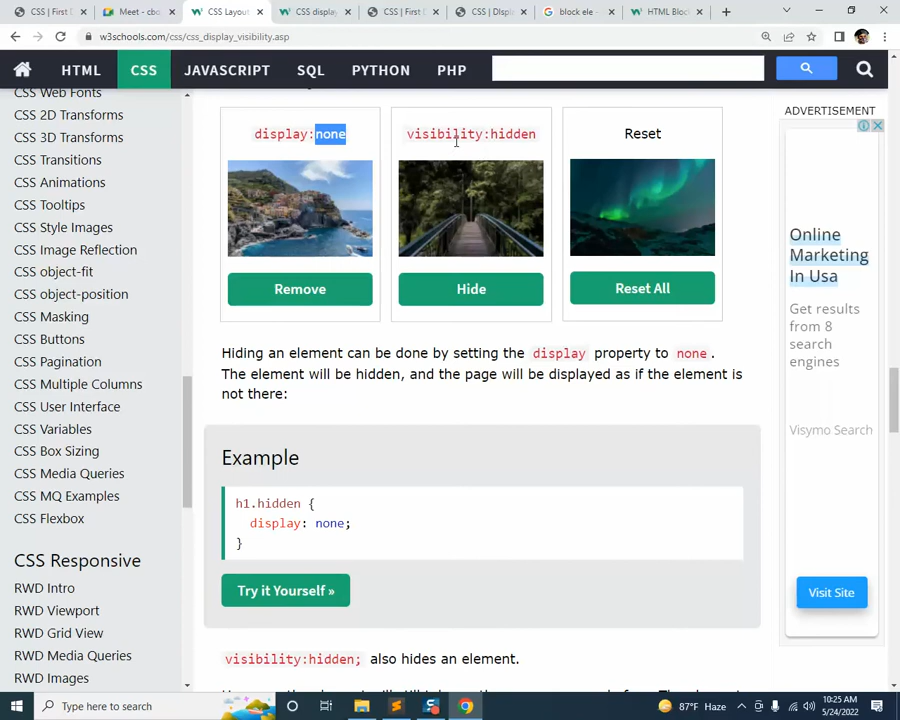 CSS | First E
Meet - cbo
CSS Layou
CSS display
CSS | First E
CSS | DIspla
block ele -
HTML Block
w3schools.com/css/css_display_visibility.asp
HTML CSS JAVASCRIPT SQL PYTHON PHP
CSS Web Fonts
CSS 2D Transforms
CSS 3D Transforms
CSS Transitions
CSS Animations
CSS Tooltips
CSS Style Images
CSS Image Reflection
CSS object-fit
CSS object-position
CSS Masking
CSS Buttons
CSS Pagination
CSS Multiple Columns
CSS User Interface
CSS Variables
CSS Box Sizing
CSS Media Queries
CSS MQ Examples
CSS Flexbox
CSS Responsive
RWD Intro
RWD Viewport
RWD Grid View
RWD Media Queries
RWD Images
display:none
visibility:hidden
Reset
Remove
Hide
Reset All
Hiding an element can be done by setting the display property to none.
The element will be hidden, and the page will be displayed as if the element is
not there:
Example
h1.hidden {
display: none;
}
Try it Yourself »
visibility:hidden; also hides an element.
ADVERTISEMENT
Online
Marketing
In Usa
Get results
from 8
search
engines
Visymo Search
Visit Site
Type here to search
87°F Haze
10:25 AM
5/24/2022